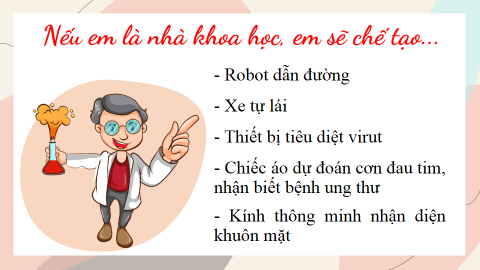 Nếu em là nhà khoa học, em sẽ chế tạo...
- Robot dẫn đường
- Xe tự lái
- Thiết bị tiêu diệt virut
- Chiếc áo dự đoán cơn đau tim,
nhận biết bệnh ung thư
- Kính thông minh nhận diện
khuôn mặt